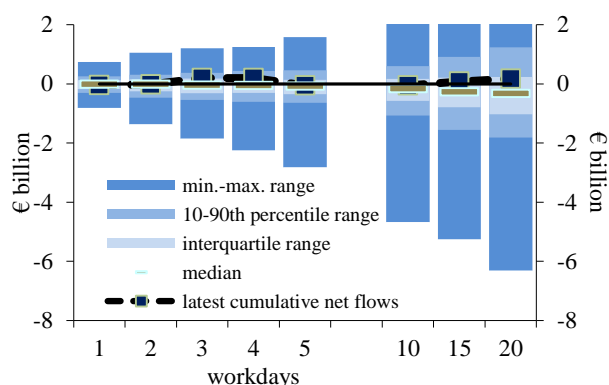 2 2
0 0
-2 -2
-4 -4
-6 -6
-8 -8
€ billion
€ billion
min.-max. range
10-90th percentile range
interquartile range
median
latest cumulative net flows
1 2 3 4 5 10 15 20
workdays